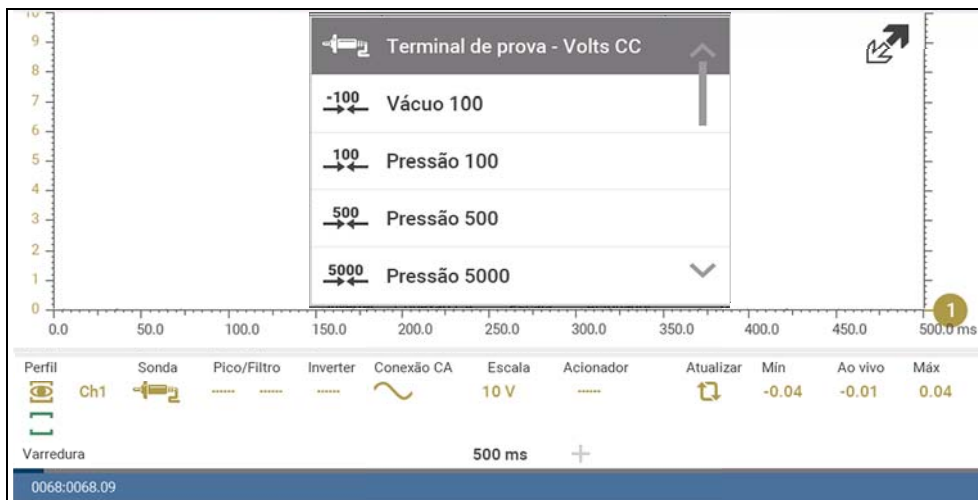 10
9
8
7
6
5
4
3
2
1
0
Terminal de prova - Volts CC
-100 Vácuo 100
100 Pressão 100
500 Pressão 500
5000 Pressão 5000
1
0.0 50.0 100.0 150.0 200.0 250.0 300.0 350.0 400.0 450.0 500.0 ms
Perfil Sonda Pico/Filtro Inverter Conexão CA Escala Acionador Atualizar Mín Ao vivo Máx
Ch1 ------ ------ ------ 10 V ------ -0.04 -0.01 0.04
Varredura 500 ms +
0068:0068.09